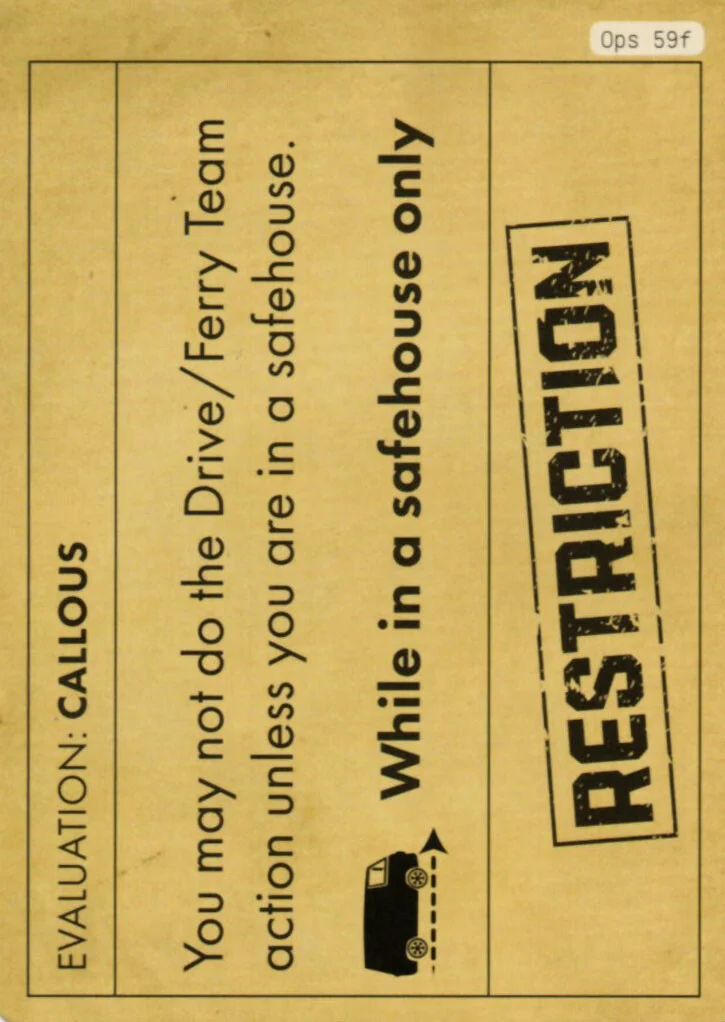 Ops 59f
EVALUATION: CALLOUS
You may not do the Drive/Ferry Team
action unless you are in a safehouse.
While in a safehouse only
RESTRICTION